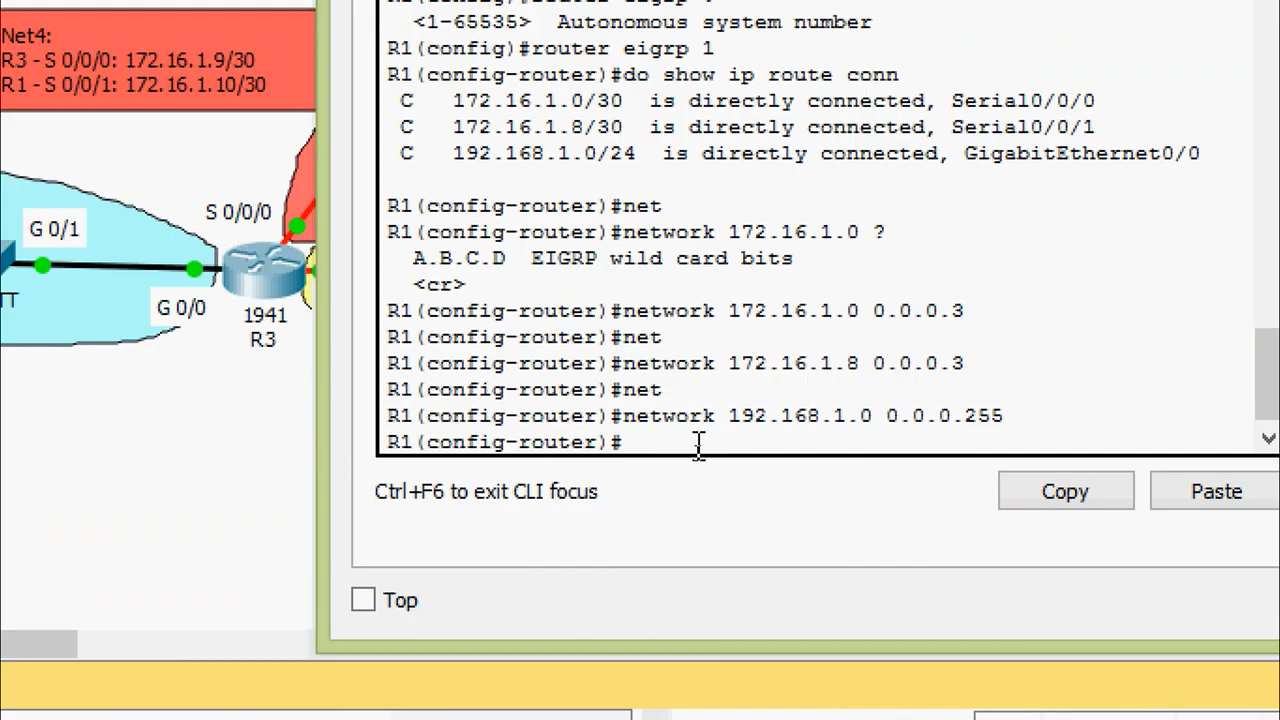 Net4:
R3 - S 0/0/0: 172.16.1.9/30
R1 - S 0/0/1: 172.16.1.10/30
S 0/0/0
G 0/1
TT
G 0/0
1941
R3
<1-65535>  Autonomous system number
R1(config)#router eigrp 1
R1(config-router)#do show ip route conn
C   172.16.1.0/30  is directly connected, Serial0/0/0
C   172.16.1.8/30  is directly connected, Serial0/0/1
C   192.168.1.0/24  is directly connected, GigabitEthernet0/0
R1(config-router)#net
R1(config-router)#network 172.16.1.0 ?
A.B.C.D  EIGRP wild card bits
<cr>
R1(config-router)#network 172.16.1.0 0.0.0.3
R1(config-router)#net
R1(config-router)#network 172.16.1.8 0.0.0.3
R1(config-router)#net
R1(config-router)#network 192.168.1.0 0.0.0.255
R1(config-router)#
Ctrl+F6 to exit CLI focus
Copy
Paste
Top